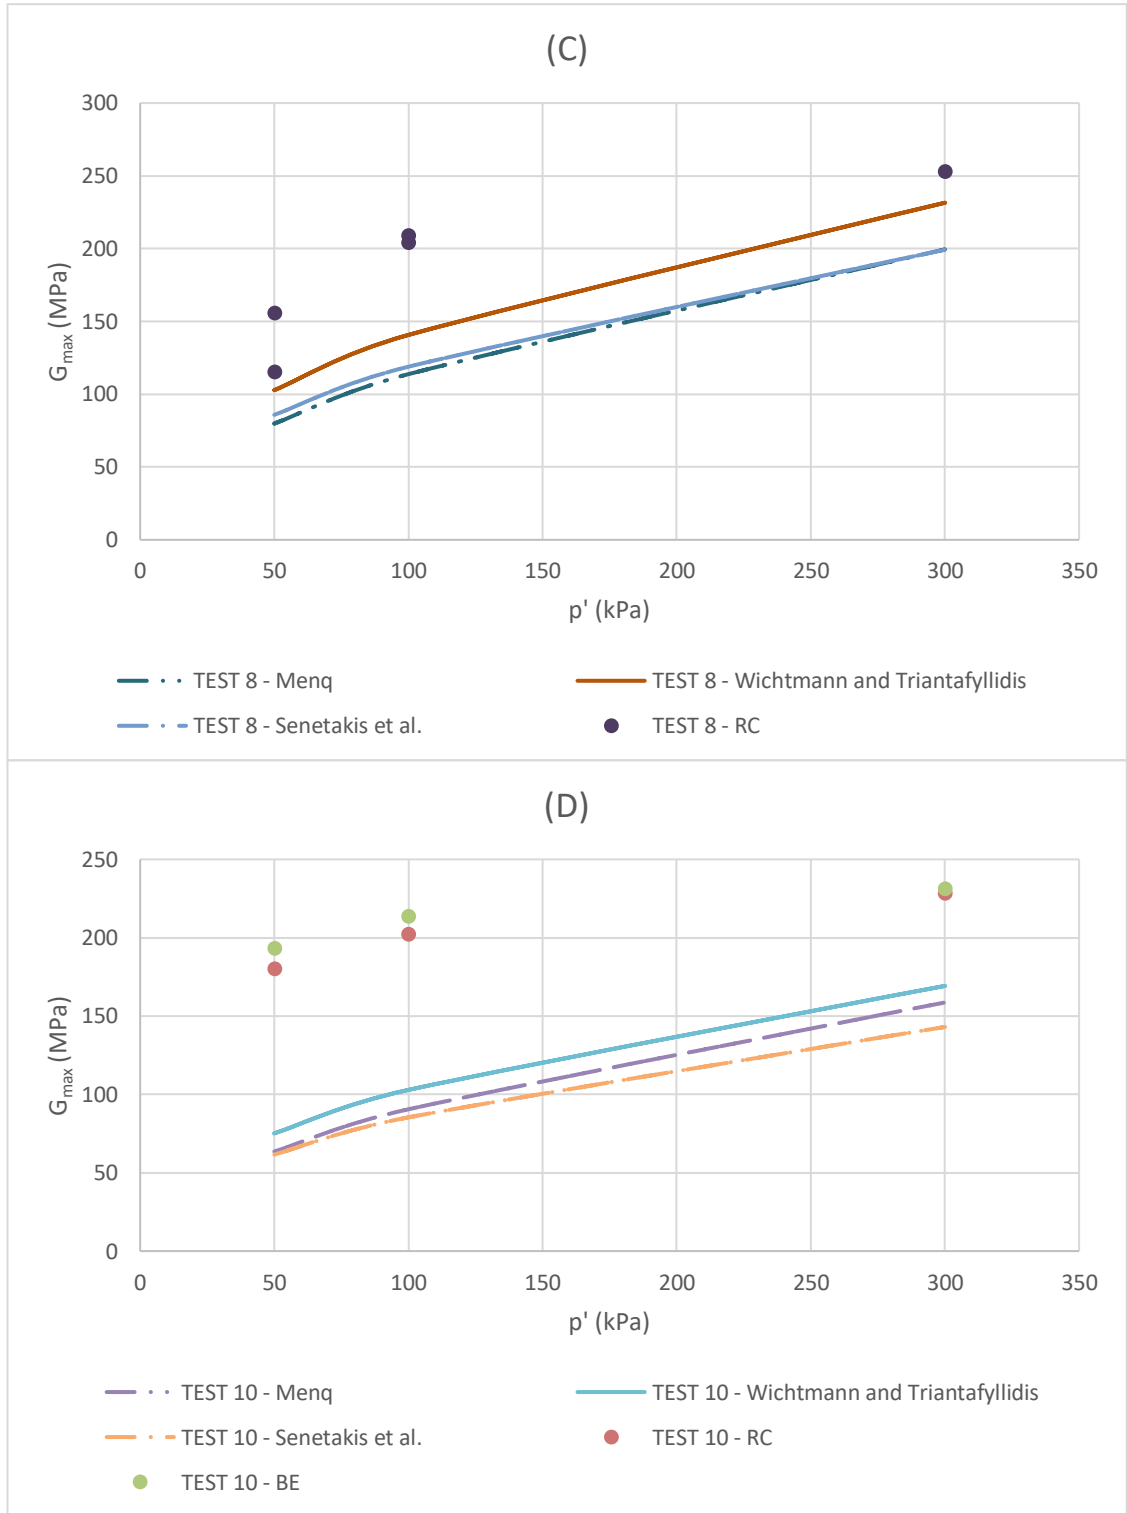 (C)
300
250
200
150
100
50
0
Gmax (MPa)
0 50 100 150 200 250 300 350
p' (kPa)
TEST 8 - Menq
TEST 8 - Wichtmann and Triantafyllidis
TEST 8 - Senetakis et al.
TEST 8 - RC
(D)
250
200
150
100
50
0
Gmax (MPa)
0 50 100 150 200 250 300 350
p' (kPa)
TEST 10 - Menq
TEST 10 - Wichtmann and Triantafyllidis
TEST 10 - Senetakis et al.
TEST 10 - RC
TEST 10 - BE